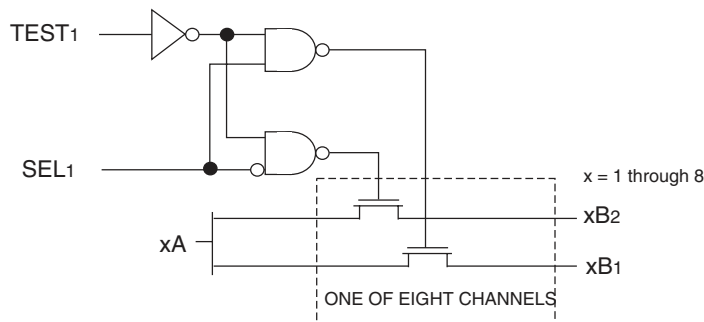 TEST1
SEL1
x = 1 through 8
xB2
xA
xB1
ONE OF EIGHT CHANNELS